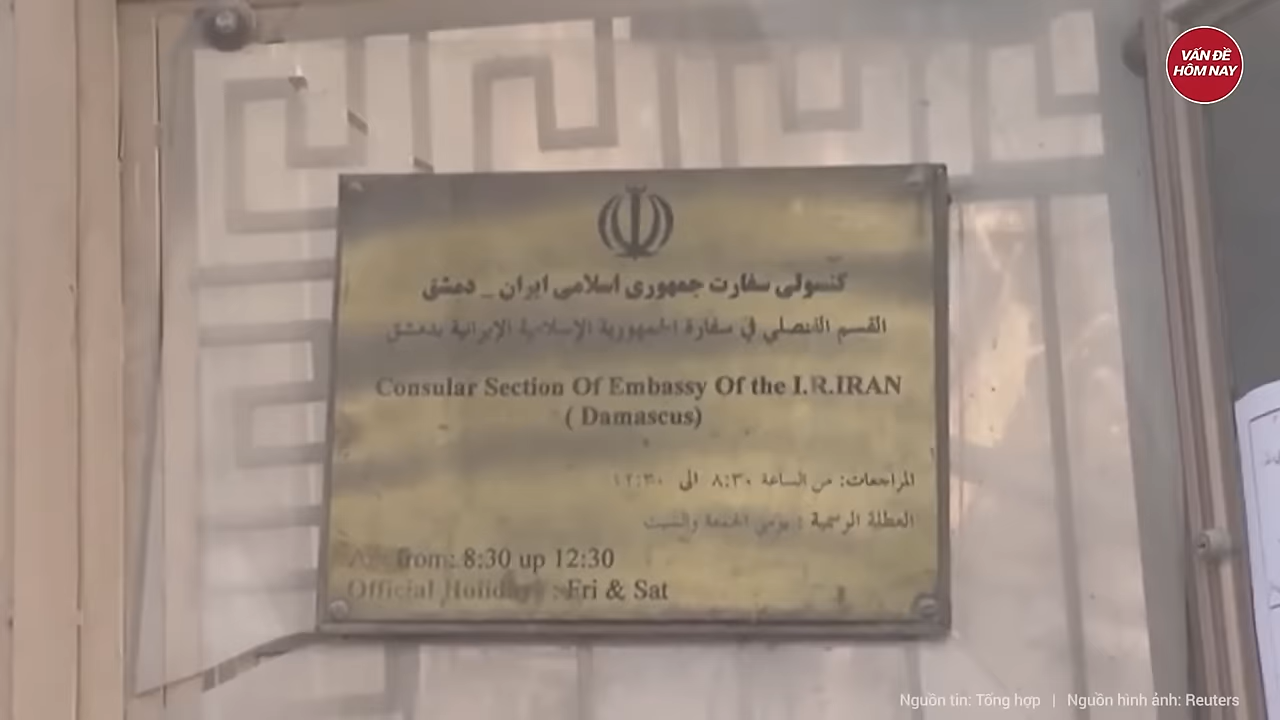 VẤN ĐỀ
HÔM NAY
كنسولی سفارت جمهوری اسلامی ایران _ دمشق
القسم القنصلي في سفارة الجمهورية الإسلامية الإيرانية بدمشق
Consular Section Of Embassy Of the I.R.IRAN
( Damascus)
المراجعات: من الساعة ٨:٣٠ الى ١٢:٣٠
العطلة الرسمية : يومي الجمعة والسبت
from: 8:30 up 12:30
Official Holidays : Fri & Sat
Nguồn tin: Tổng hợp | Nguồn hình ảnh: Reuters